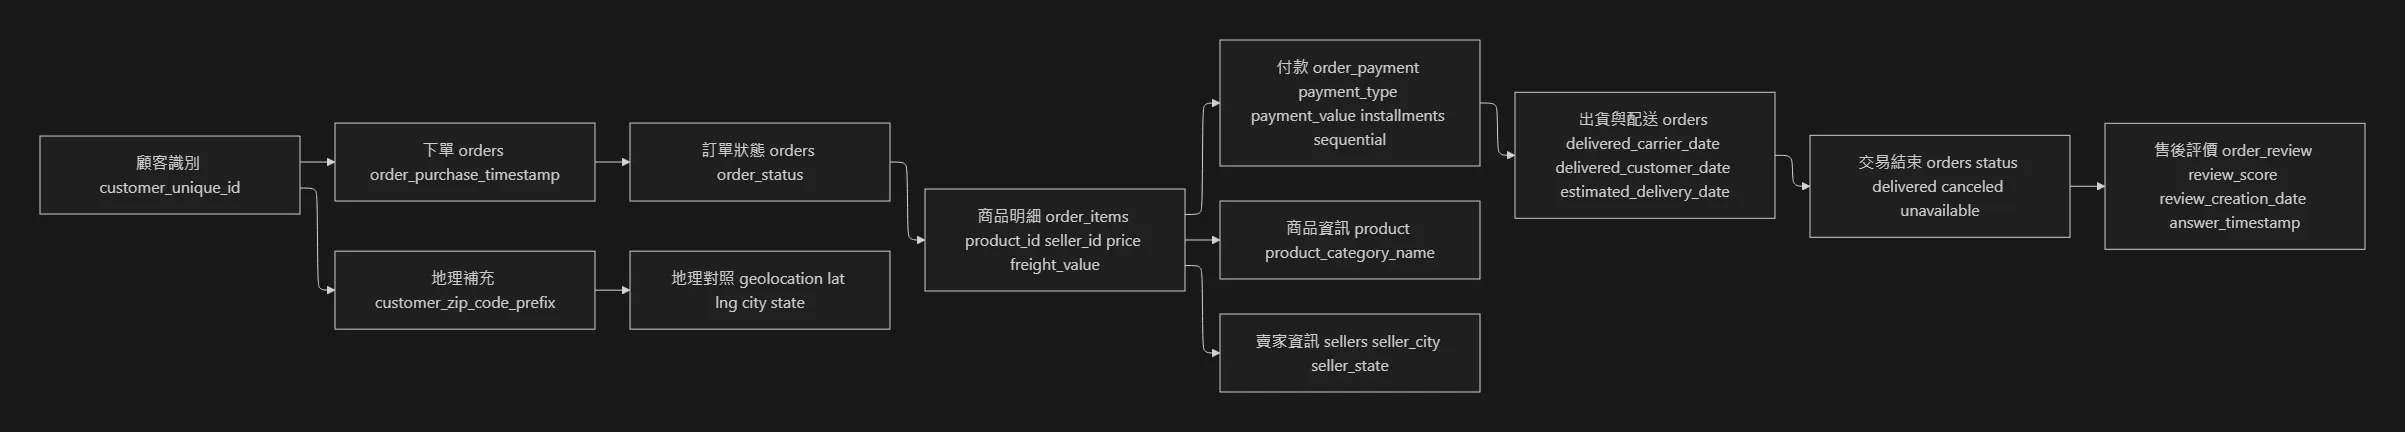 顧客識別
customer_unique_id
下單 orders
order_purchase_timestamp
地理補充
customer_zip_code_prefix
訂單狀態 orders
order_status
地理對照 geolocation lat
lng city state
商品明細 order_items
product_id seller_id price
freight_value
付款 order_payment
payment_type
payment_value installments
sequential
商品資訊 product
product_category_name
賣家資訊 sellers seller_city
seller_state
出貨與配送 orders
delivered_carrier_date
delivered_customer_date
estimated_delivery_date
交易結束 orders status
delivered canceled
unavailable
售後評價 order_review
review_score
review_creation_date
answer_timestamp